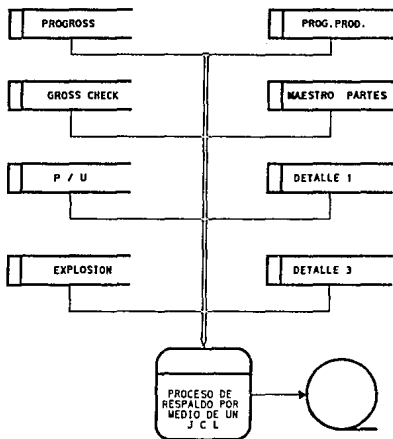 PROGROSS
PROG.PROD.
GROSS CHECK
MAESTRO PARTES
P / U
DETALLE 1
EXPLOSION
DETALLE 3
PROCESO DE
RESPALDO POR
MEDIO DE UN
J C L